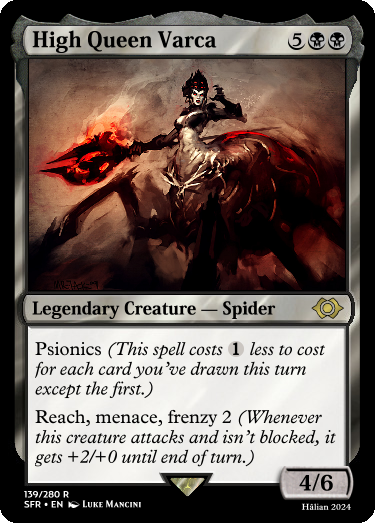 High Queen Varca 5
Legendary Creature — Spider
Psionics (This spell costs 1 less to cost
for each card you've drawn this turn
except the first.)
Reach, menace, frenzy 2 (Whenever
this creature attacks and isn't blocked, it
gets +2/+0 until end of turn.)
4/6
139/280 R
SFR • EN Luke Mancini
Hālian 2024